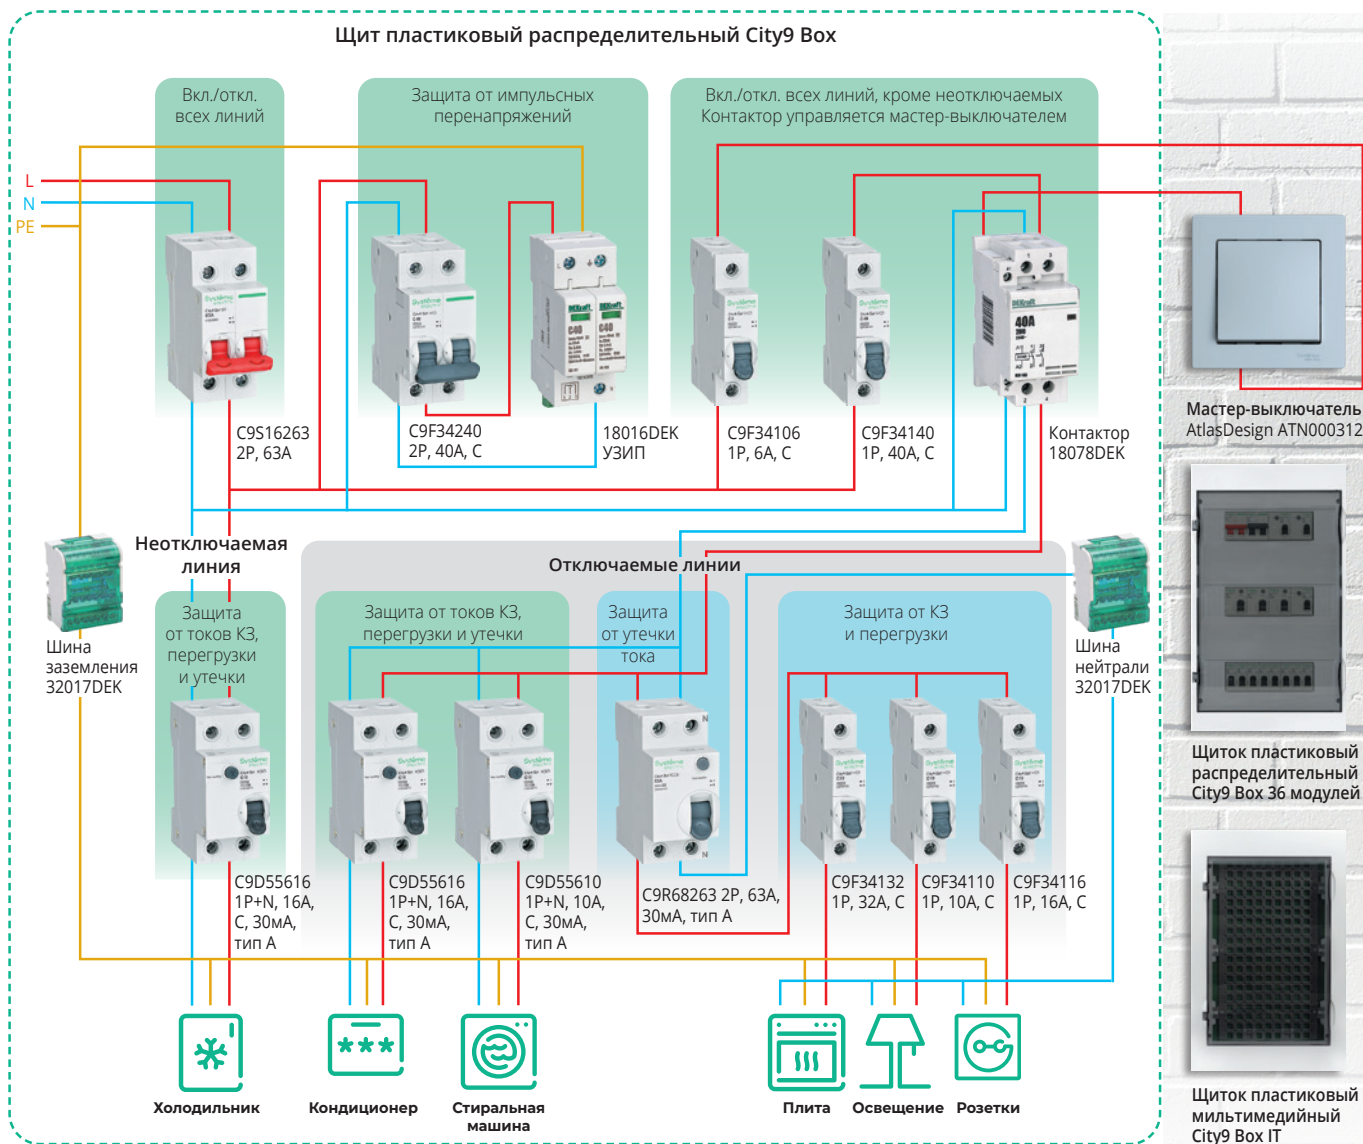 Щит пластиковый распределительный City9 Box
Вкл./откл.
всех линий
Защита от импульсных
перенапряжений
Вкл./откл. всех линий, кроме неотключаемых
Контактор управляется мастер-выключателем
L
N
PE
C9S16263
2P, 63A
C9F34240
2P, 40A, C
18016DEK
УЗИП
C9F34106
1P, 6A, C
C9F34140
1P, 40A, C
Контактор
18078DEK
Мастер-выключатель
AtlasDesign ATN000312
Шина
заземления
32017DEK
Неотключаемая
линия
Отключаемые линии
Шина
нейтрали
32017DEK
Защита
от токов КЗ,
перегрузки
и утечки
Защита от токов КЗ,
перегрузки и утечки
Защита
от утечки
тока
Защита от КЗ
и перегрузки
C9D55616
1P+N, 16A,
C, 30мА,
тип А
C9D55616
1P+N, 16A,
C, 30мА,
тип А
C9D55610
1P+N, 10A,
C, 30мА,
тип А
C9R68263 2P, 63A,
30мА, тип А
C9F34132
1P, 32A, C
C9F34110
1P, 10A, C
C9F34116
1P, 16A, C
Щиток пластиковый
распределительный
City9 Box 36 модулей
Холодильник
Кондиционер
Стиральная
машина
Плита
Освещение
Розетки
Щиток пластиковый
мильтимедийный
City9 Box IT